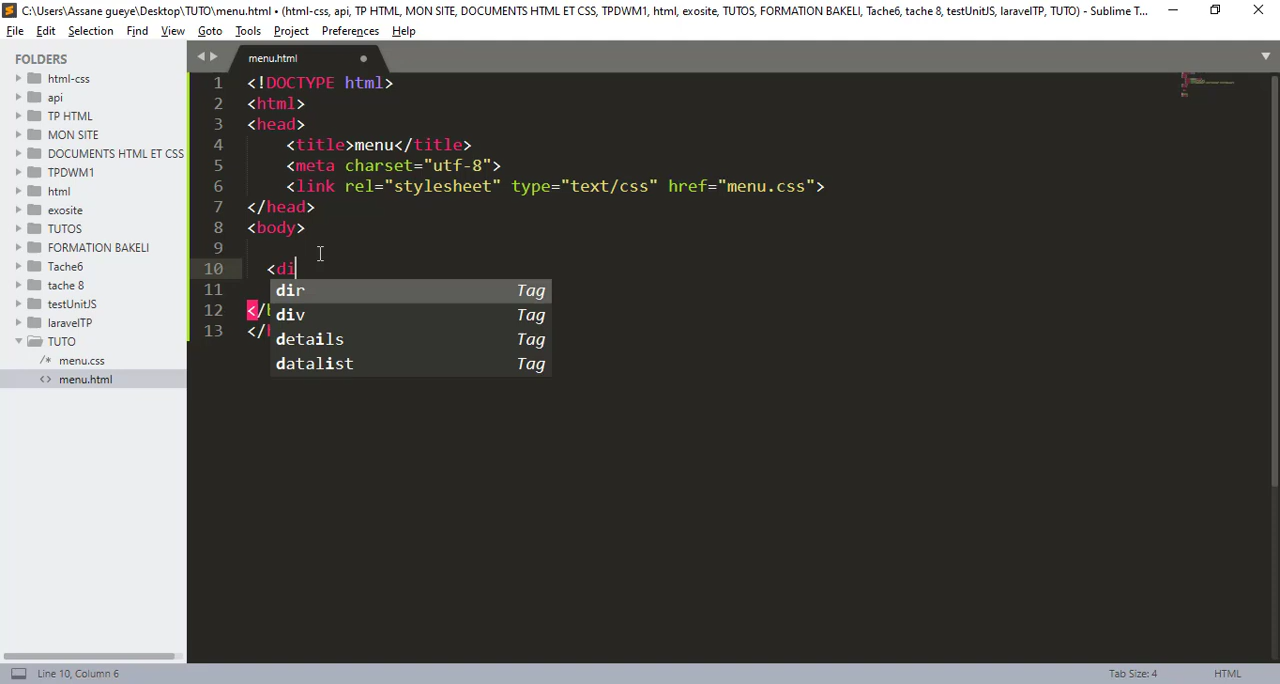 C:\Users\Assane gueye\Desktop\TUTO\menu.html • (html-css, api, TP HTML, MON SITE, DOCUMENTS HTML ET CSS, TPDWM1, html, exosite, TUTOS, FORMATION BAKELI, Tache6, tache 8, testUnitJS, laravelTP, TUTO) - Sublime T...
File Edit Selection Find View Goto Tools Project Preferences Help
FOLDERS
html-css
api
TP HTML
MON SITE
DOCUMENTS HTML ET CSS
TPDWM1
html
exosite
TUTOS
FORMATION BAKELI
Tache6
tache 8
testUnitJS
laravelTP
TUTO
/* menu.css
<> menu.html
menu.html
1 <!DOCTYPE html>
2 <html>
3 <head>
4 <title>menu</title>
5 <meta charset="utf-8">
6 <link rel="stylesheet" type="text/css" href="menu.css">
7 </head>
8 <body>
9
10 <di
11
12 </b
13 </h
dir Tag
div Tag
details Tag
datalist Tag
Line 10, Column 6
Tab Size: 4
HTML